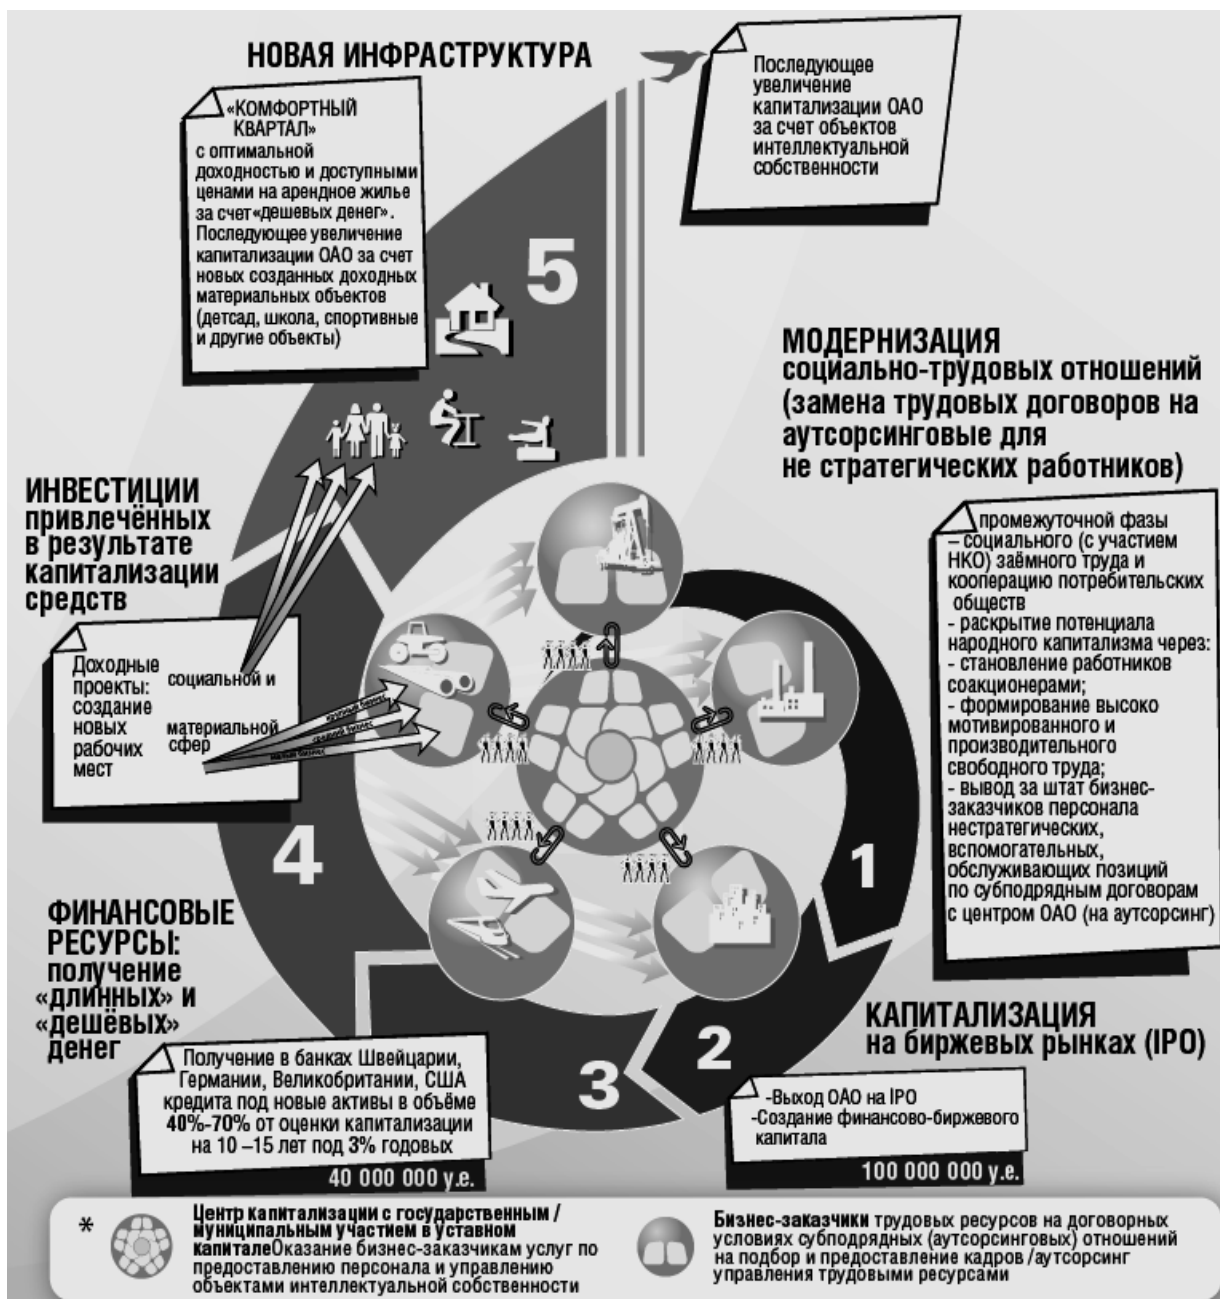 НОВАЯ ИНФРАСТРУКТУРА
«КОМФОРТНЫЙ
КВАРТАЛ»
с оптимальной
доходностью и доступными
ценами на арендное жилье
за счет «дешевых денег».
Последующее увеличение
капитализации ОАО за счет
новых созданных доходных
материальных объектов
(детсад, школа, спортивные
и другие объекты)
Последующее
увеличение
капитализации ОАО
за счет объектов
интеллектуальной
собственности
5
МОДЕРНИЗАЦИЯ
социально-трудовых отношений
(замена трудовых договоров на
аутсорсинговые для
не стратегических работников)
промежуточной фазы
– социального (с участием
НКО) заёмного труда и
кооперацию потребительских
обществ
- раскрытие потенциала
народного капитализма через:
- становление работников
соакционерами;
- формирование высоко
мотивированного и
производительного
свободного труда;
- вывод за штат бизнес-
заказчиков персонала
нестратегических,
вспомогательных,
обслуживающих позиций
по субподрядным договорам
с центром ОАО (на аутсорсинг)
1
ИНВЕСТИЦИИ
привлечённых
в результате
капитализации
средств
Доходные
проекты:
создание
новых
рабочих
мест
социальной и
материальной
сфер
крупный бизнес
средний бизнес
малый бизнес
4
ФИНАНСОВЫЕ
РЕСУРСЫ:
получение
«длинных» и
«дешёвых»
денег
Получение в банках Швейцарии,
Германии, Великобритании, США
кредита под новые активы в объёме
40%-70% от оценки капитализации
на 10 –15 лет под 3% годовых
40 000 000 у.е.
3
2
КАПИТАЛИЗАЦИЯ
на биржевых рынках (IPO)
-Выход ОАО на IPO
-Создание финансово-биржевого
капитала
100 000 000 у.е.
*
Центр капитализации с государственным /
муниципальным участием в уставном
капитале Оказание бизнес-заказчикам услуг по
предоставлению персонала и управлению
объектами интеллектуальной собственности
Бизнес-заказчики трудовых ресурсов на договорных
условиях субподрядных (аутсорсинговых) отношений
на подбор и предоставление кадров /аутсорсинг
управления трудовыми ресурсами